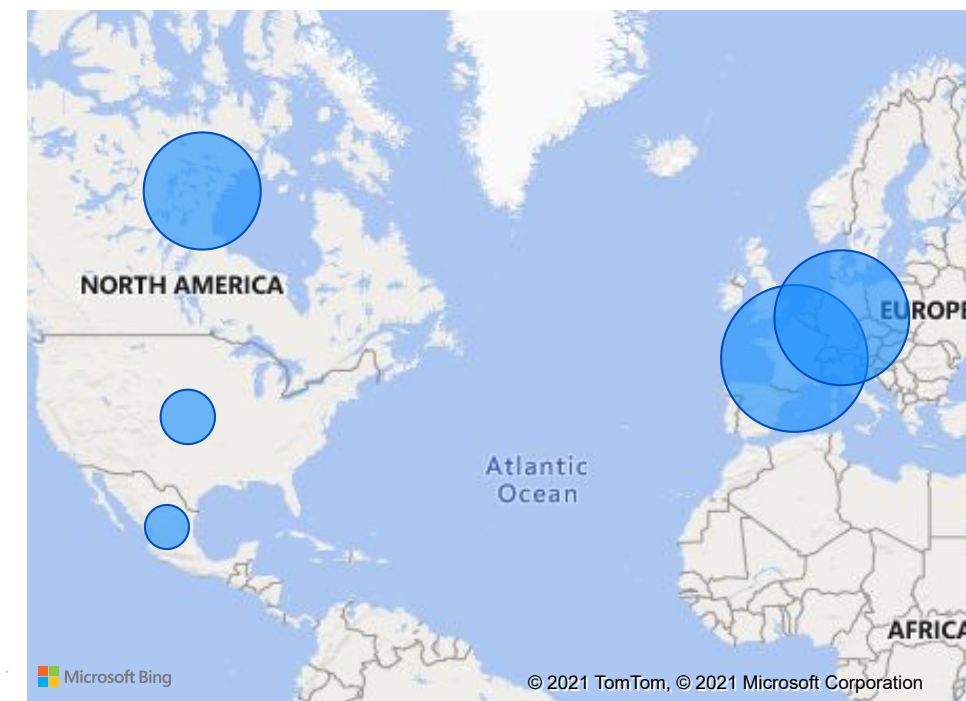 NORTH AMERICA
EUROPE
Atlantic
Ocean
AFRICA
Microsoft Bing
© 2021 TomTom, © 2021 Microsoft Corporation